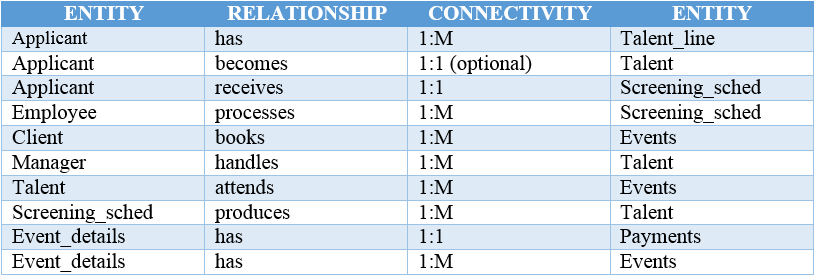 ENTITY RELATIONSHIP CONNECTIVITY ENTITY
Applicant has 1:M Talent_line
Applicant becomes 1:1 (optional) Talent
Applicant receives 1:1 Screening_sched
Employee processes 1:M Screening_sched
Client books 1:M Events
Manager handles 1:M Talent
Talent attends 1:M Events
Screening_sched produces 1:M Talent
Event_details has 1:1 Payments
Event_details has 1:M Events